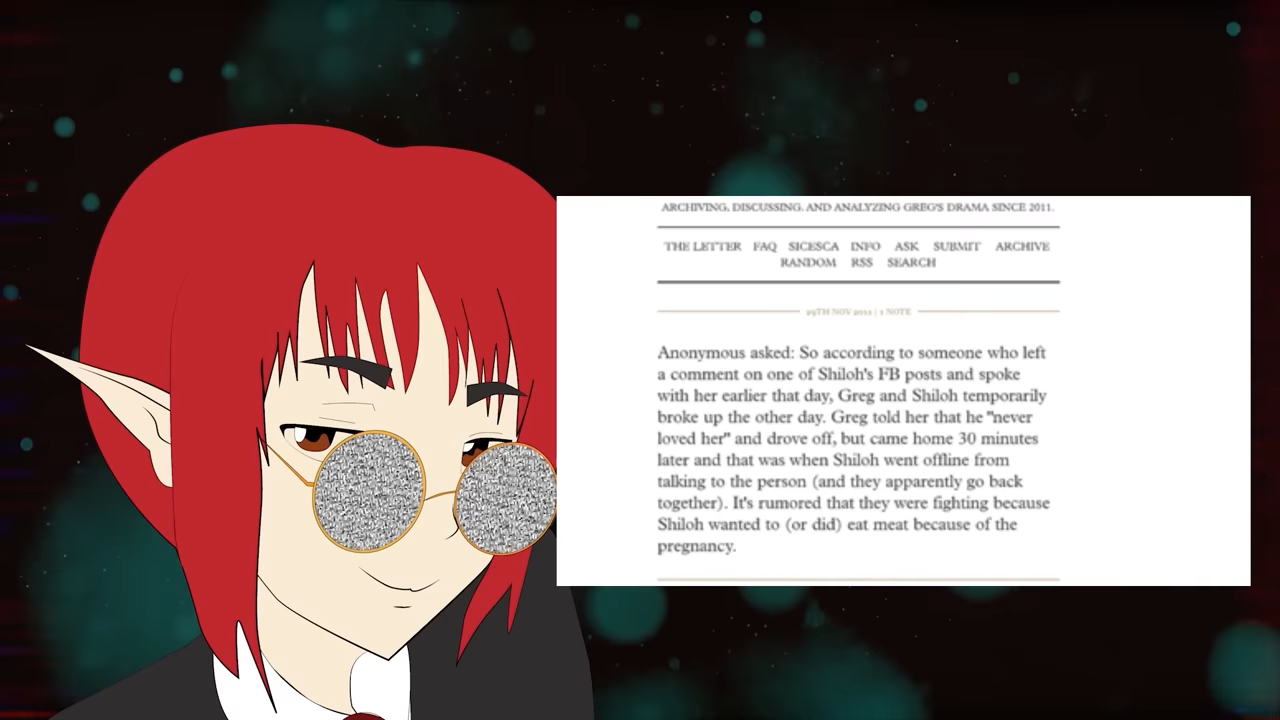 ARCHIVING, DISCUSSING, AND ANALYZING GREG'S DRAMA SINCE 2011.
THE LETTER FAQ SICESCA INFO ASK SUBMIT ARCHIVE
RANDOM RSS SEARCH
29TH NOV 2011 | 1 NOTE
Anonymous asked: So according to someone who left
a comment on one of Shiloh's FB posts and spoke
with her earlier that day, Greg and Shiloh temporarily
broke up the other day. Greg told her that he "never
loved her" and drove off, but came home 30 minutes
later and that was when Shiloh went offline from
talking to the person (and they apparently go back
together). It's rumored that they were fighting because
Shiloh wanted to (or did) eat meat because of the
pregnancy.